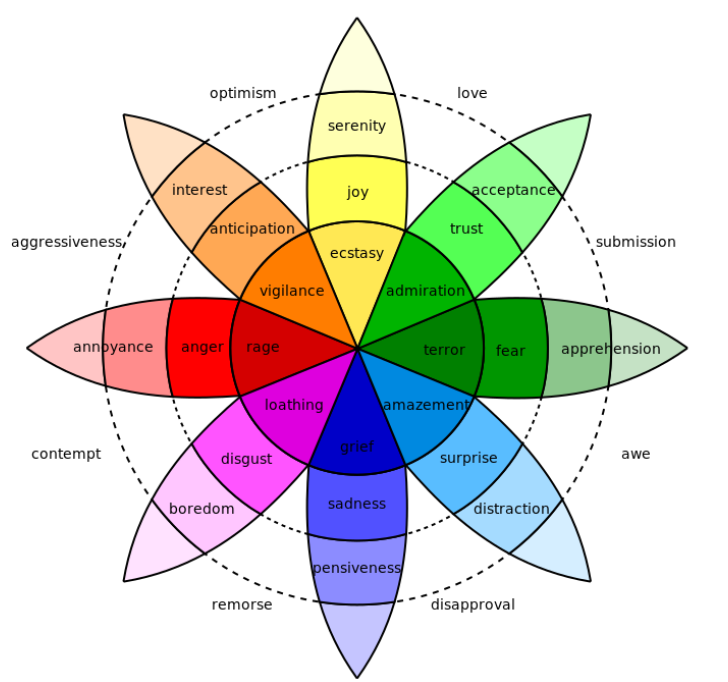 optimism
love
serenity
interest
joy
acceptance
anticipation
trust
aggressiveness
submission
ecstasy
vigilance
admiration
annoyance
anger
rage
terror
fear
apprehension
loathing
amazement
contempt
grief
awe
disgust
surprise
boredom
sadness
distraction
pensiveness
remorse
disapproval